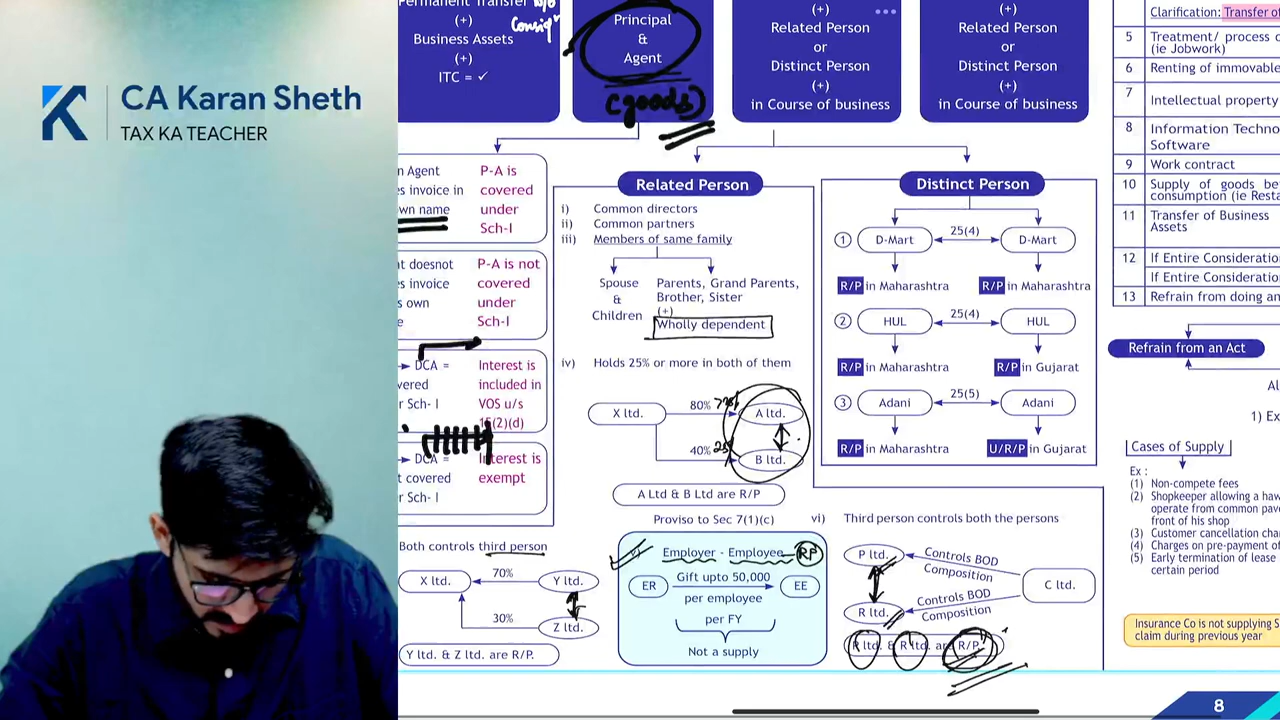 CA Karan Sheth
TAX KA TEACHER
Permanent Transfer w/o
Consign
(+)
Business Assets
(+)
ITC = ✓
Principal
&
Agent
(goods)
(+)
Related Person
or
Distinct Person
(+)
in Course of business
(+)
Related Person
or
Distinct Person
(+)
in Course of business
n Agent
es invoice in
own name
P-A is
covered
under
Sch-I
nt doesnot
es invoice
s own
e
P-A is not
covered
under
Sch-I
DCA =
vered
r Sch- I
Interest is
included in
VOS u/s
15(2)(d)
DCA =
t covered
r Sch- I
Interest is
exempt
Both controls third person
X ltd.
70%
Y ltd.
30%
Z ltd.
Y ltd. & Z ltd. are R/P.
Related Person
i) Common directors
ii) Common partners
iii) Members of same family
Spouse
&
Children
Parents, Grand Parents,
Brother, Sister
(+)
Wholly dependent
iv) Holds 25% or more in both of them
X ltd.
80%
A ltd.
40%
B ltd.
A Ltd & B Ltd are R/P
Proviso to Sec 7(1)(c)
Employer - Employee RP
ER
Gift upto 50,000
EE
per employee
per FY
Not a supply
Distinct Person
1 D-Mart 25(4) D-Mart
R/P in Maharashtra R/P in Maharashtra
2 HUL 25(4) HUL
R/P in Maharashtra R/P in Gujarat
3 Adani 25(5) Adani
R/P in Maharashtra U/R/P in Gujarat
vi) Third person controls both the persons
P ltd.
Controls BOD
Composition
C ltd.
R ltd.
Controls BOD
Composition
P ltd. & R ltd. are R/P.
Clarification: Transfer of
5 Treatment/ process o
(ie Jobwork)
6 Renting of immovable
7 Intellectual property
8 Information Techno
Software
9 Work contract
10 Supply of goods be
consumption (ie Resta
11 Transfer of Business
Assets
12 If Entire Consideratio
If Entire Consideratio
13 Refrain from doing an
Refrain from an Act
Al
1) Ex
Cases of Supply
Ex :
(1) Non-compete fees
(2) Shopkeeper allowing a haw
operate from common pave
front of his shop
(3) Customer cancellation cha
(4) Charges on pre-payment of
(5) Early termination of lease
certain period
Insurance Co is not supplying S
claim during previous year
8